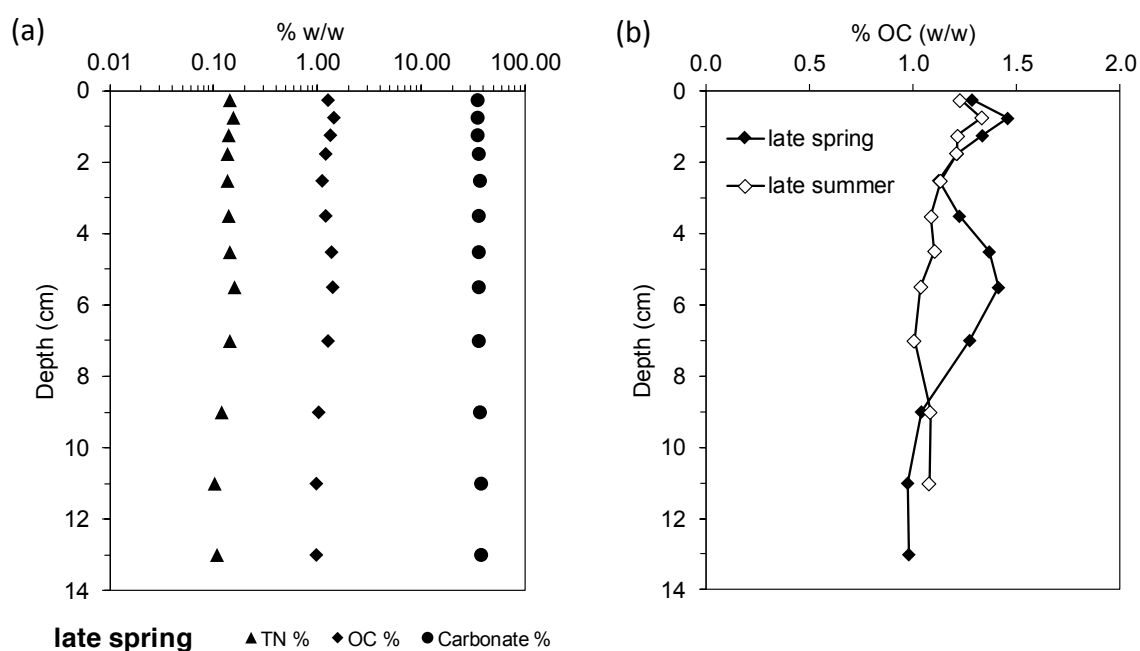 (a)
% w/w
0.01 0.10 1.00 10.00 100.00
0
2
4
6
8
10
12
14
Depth (cm)
late spring TN % OC % Carbonate %
(b)
% OC (w/w)
0.0 0.5 1.0 1.5 2.0
0
2
4
6
8
10
12
14
Depth (cm)
late spring
late summer